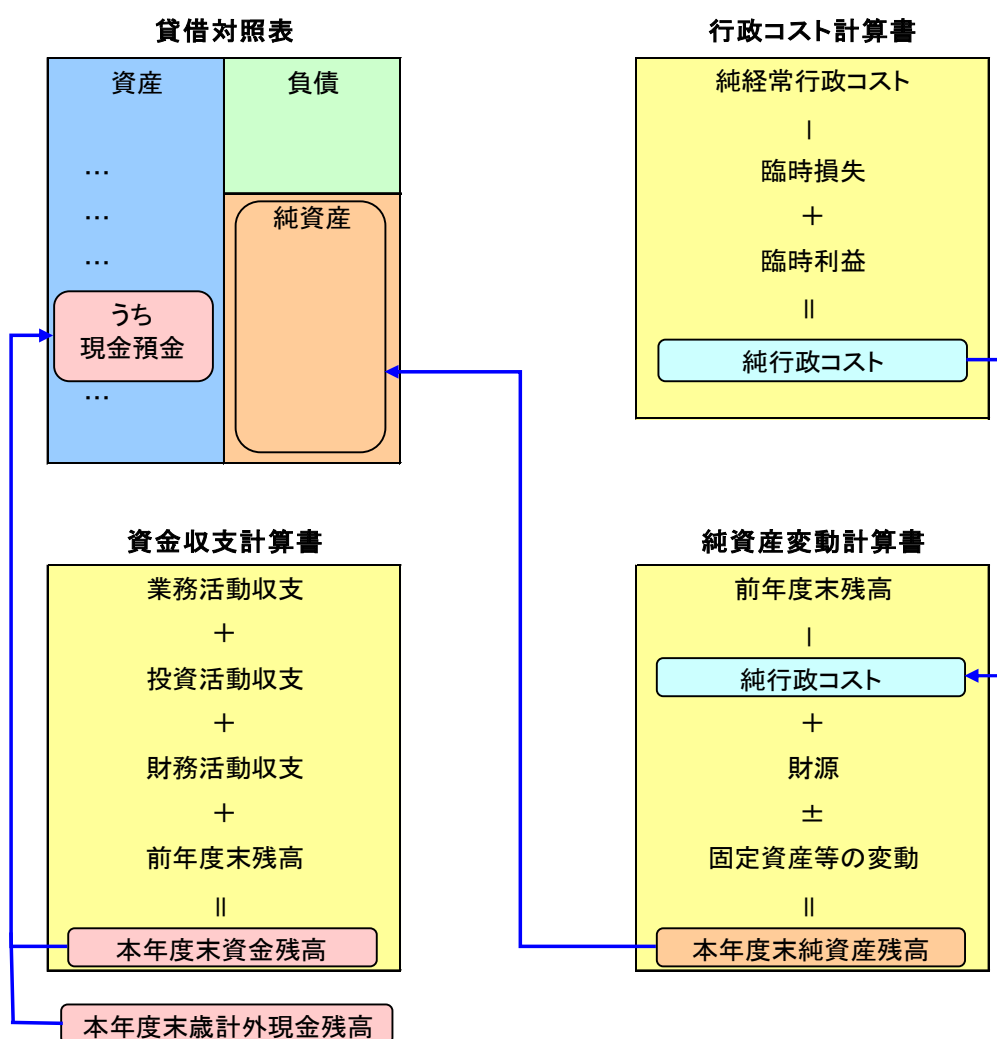 貸借対照表
資産
負債
…
…
…
純資産
うち
現金預金
…
行政コスト計算書
純経常行政コスト
－
臨時損失
＋
臨時利益
＝
純行政コスト
資金収支計算書
業務活動収支
＋
投資活動収支
＋
財務活動収支
＋
前年度末残高
＝
本年度末資金残高
本年度末歳計外現金残高
純資産変動計算書
前年度末残高
－
純行政コスト
＋
財源
±
固定資産等の変動
＝
本年度末純資産残高